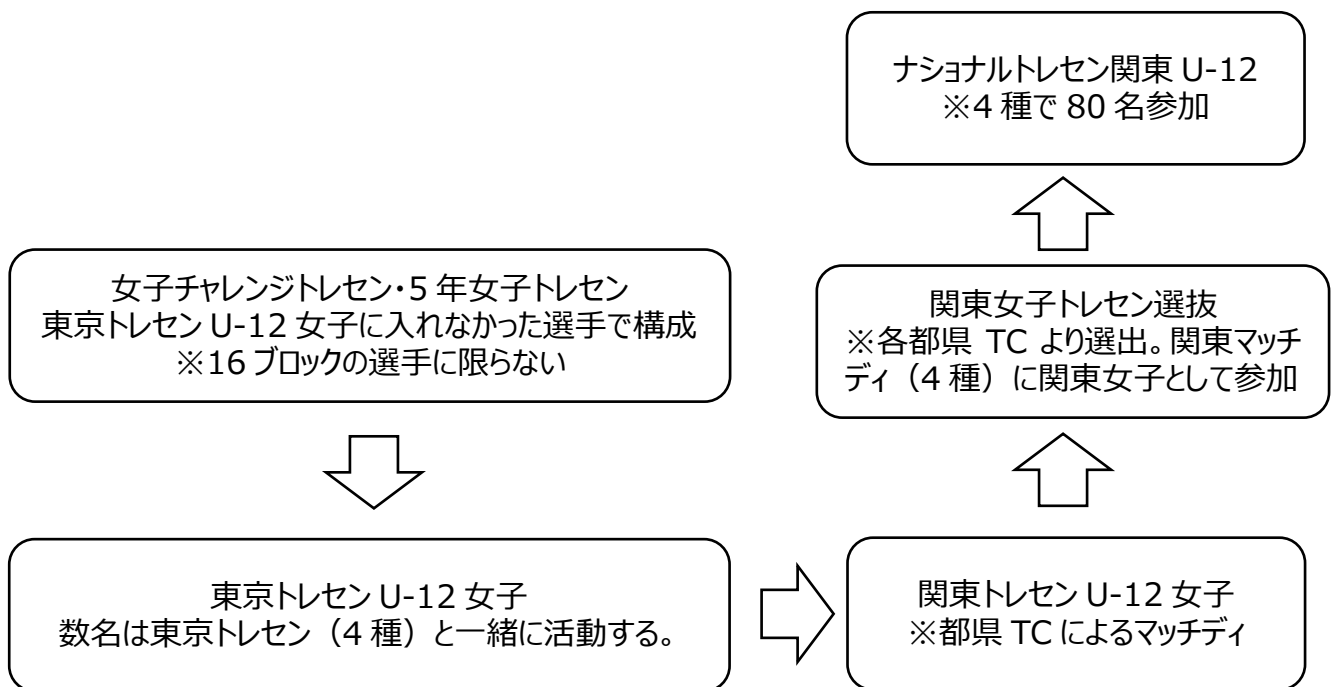 ナショナルトレセン関東 U-12
※4 種で 80 名参加
女子チャレンジトレセン・5 年女子トレセン
東京トレセン U-12 女子に入れなかった選手で構成
※16 ブロックの選手に限らない
関東女子トレセン選抜
※各都県 TC より選出。関東マッチ
ディ（4 種）に関東女子として参加
東京トレセン U-12 女子
数名は東京トレセン（4 種）と一緒に活動する。
関東トレセン U-12 女子
※都県 TC によるマッチディ